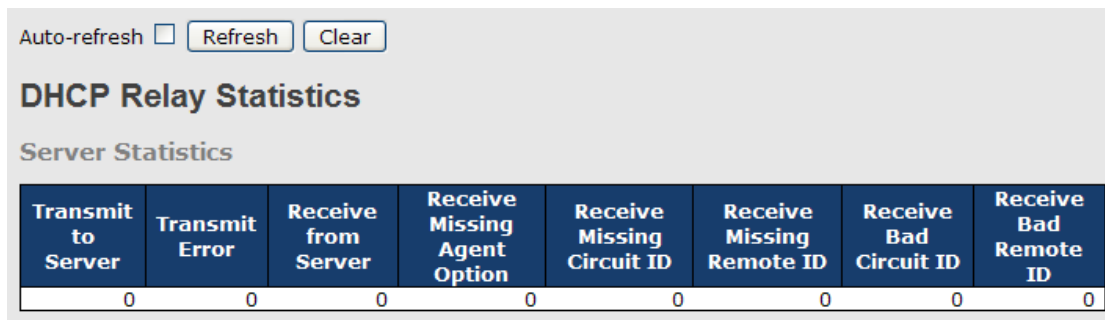 Auto-refresh Refresh Clear
DHCP Relay Statistics
Server Statistics
Transmit to Server Transmit Error Receive from Server Receive Missing Agent Option Receive Missing Circuit ID Receive Missing Remote ID Receive Bad Circuit ID Receive Bad Remote ID
0 0 0 0 0 0 0 0